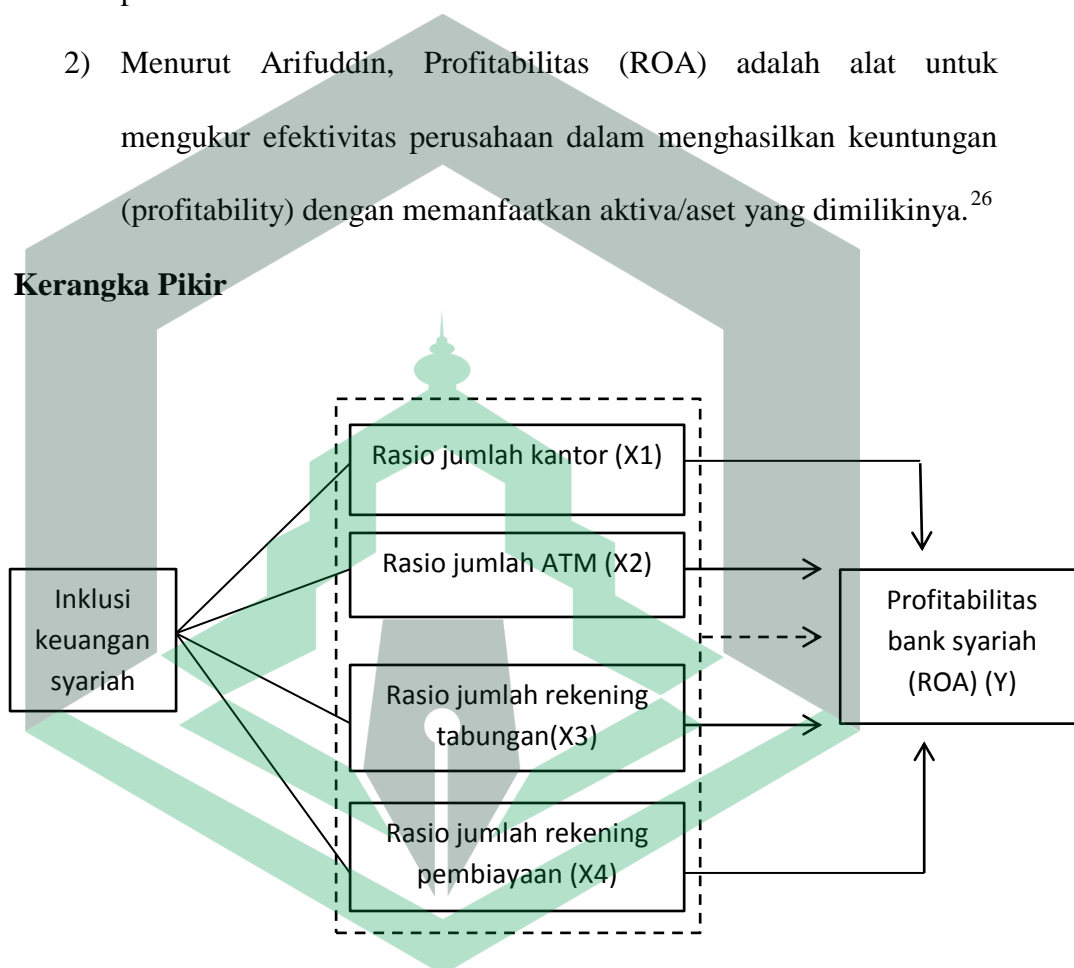 2) Menurut Arifuddin, Profitabilitas (ROA) adalah alat untuk
mengukur efektivitas perusahaan dalam menghasilkan keuntungan
(profitability) dengan memanfaatkan aktiva/aset yang dimilikinya.26
Kerangka Pikir
Inklusi
keuangan
syariah
Rasio jumlah kantor (X1)
Rasio jumlah ATM (X2)
Rasio jumlah rekening
tabungan(X3)
Rasio jumlah rekening
pembiayaan (X4)
Profitabilitas
bank syariah
(ROA) (Y)